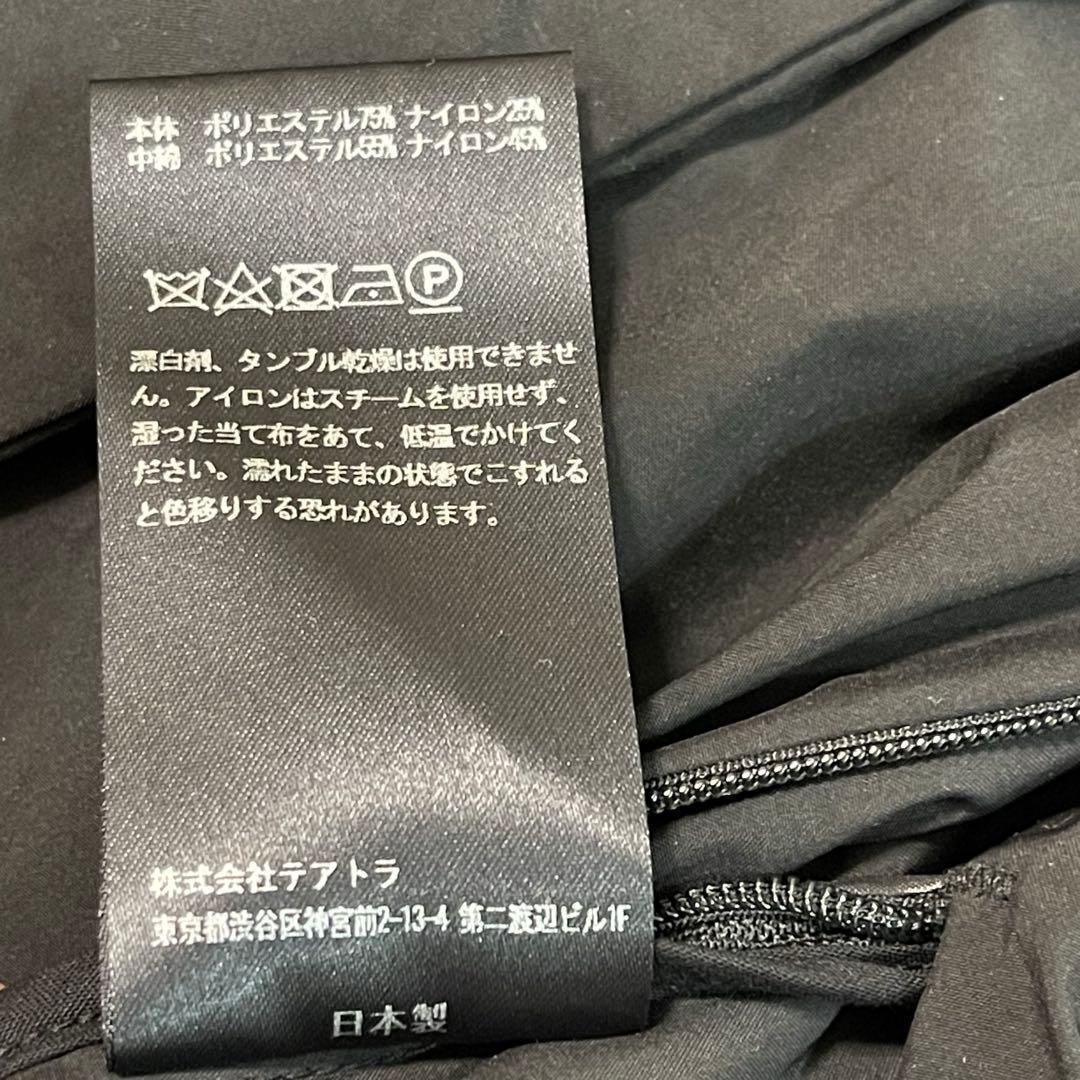 本体 ポリエステル75% ナイロン25%
中綿 ポリエステル55% ナイロン45%
P
漂白剤、タンブル乾燥は使用できませ
ん。アイロンはスチームを使用せず、
湿った当て布をあて、低温でかけてく
ださい。濡れたままの状態でこすれる
と色移りする恐れがあります。
株式会社テアトラ
東京都渋谷区神宮前2-13-4 第二渡辺ビル1F
日本製